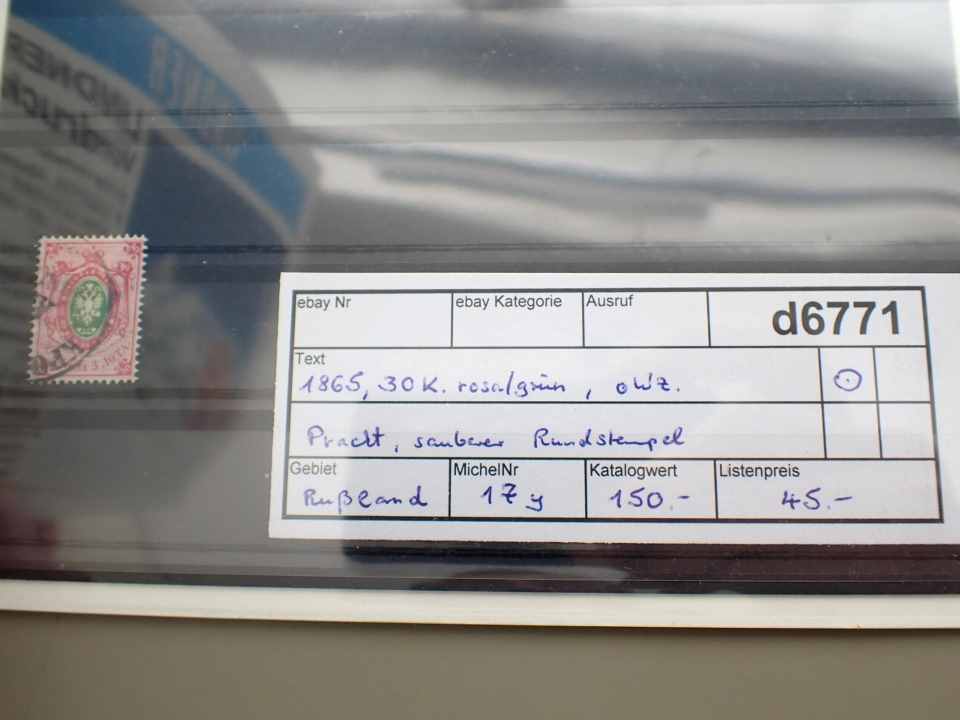 ebay Nr ebay Kategorie Ausruf d6771
Text
1865, 30 K. rosa/grün, oWz.
Pracht, sauberer Rundstempel
Gebiet MichelNr Katalogwert Listenpreis
Rußland 17 y 150.- 45.-
LINDNER